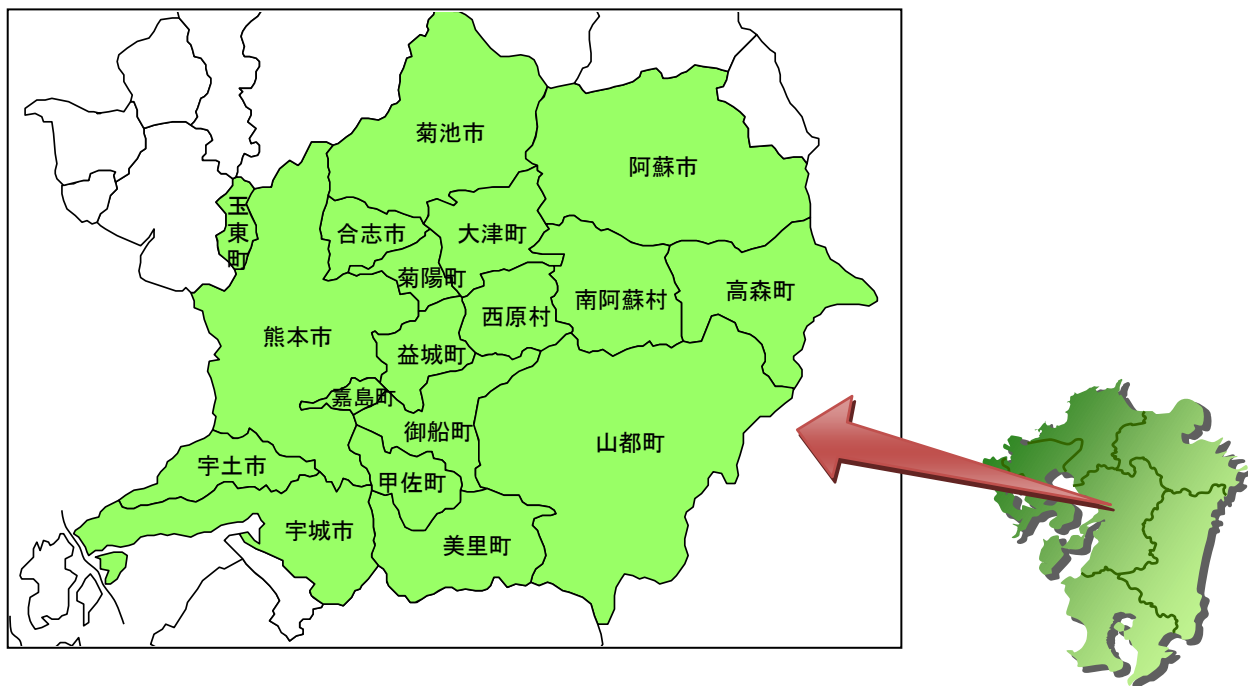 菊池市
阿蘇市
玉東町
合志市
大津町
菊陽町
南阿蘇村
高森町
西原村
熊本市
益城町
嘉島町
御船町
山都町
宇土市
甲佐町
宇城市
美里町